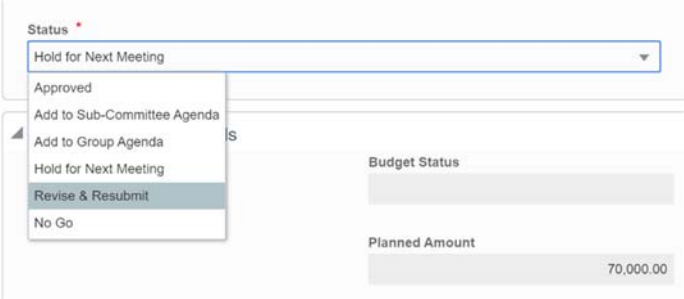 Status *
Hold for Next Meeting
Approved
Add to Sub-Committee Agenda
Add to Group Agenda
Hold for Next Meeting
Revise & Resubmit
No Go
Budget Status
Planned Amount
70,000.00